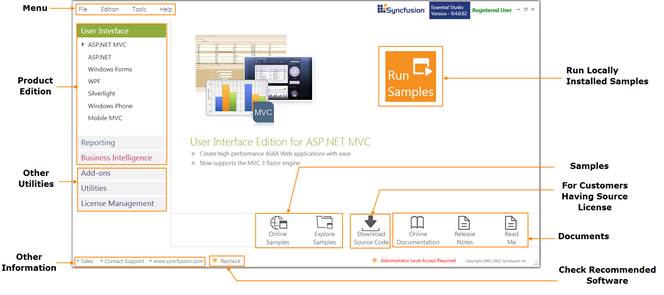 Menu
File Edition Tools Help
Syncfusion
Essential Studio
Version - 9.4.0.62
Registered User
Product
Edition
User Interface
ASP.NET MVC
ASP.NET
Windows Forms
WPF
Silverlight
Windows Phone
Mobile MVC
Reporting
Business Intelligence
Other
Utilities
Add-ons
Utilities
License Management
MVC
Run
Samples
Run Locally
Installed Samples
User Interface Edition for ASP.NET MVC
Create high performance AJAX Web applications with ease
Now supports the MVC 3 Razor engine
Samples
For Customers
Having Source
License
Documents
Online
Samples
Explore
Samples
Download
Source Code
Online
Documentation
Release
Notes
Read
Me
Other
Information
Sales Contact Support www.syncfusion.com
Recheck
Administrator Level Access Required
Copyright 2001-2012 Syncfusion Inc
Check Recommended
Software